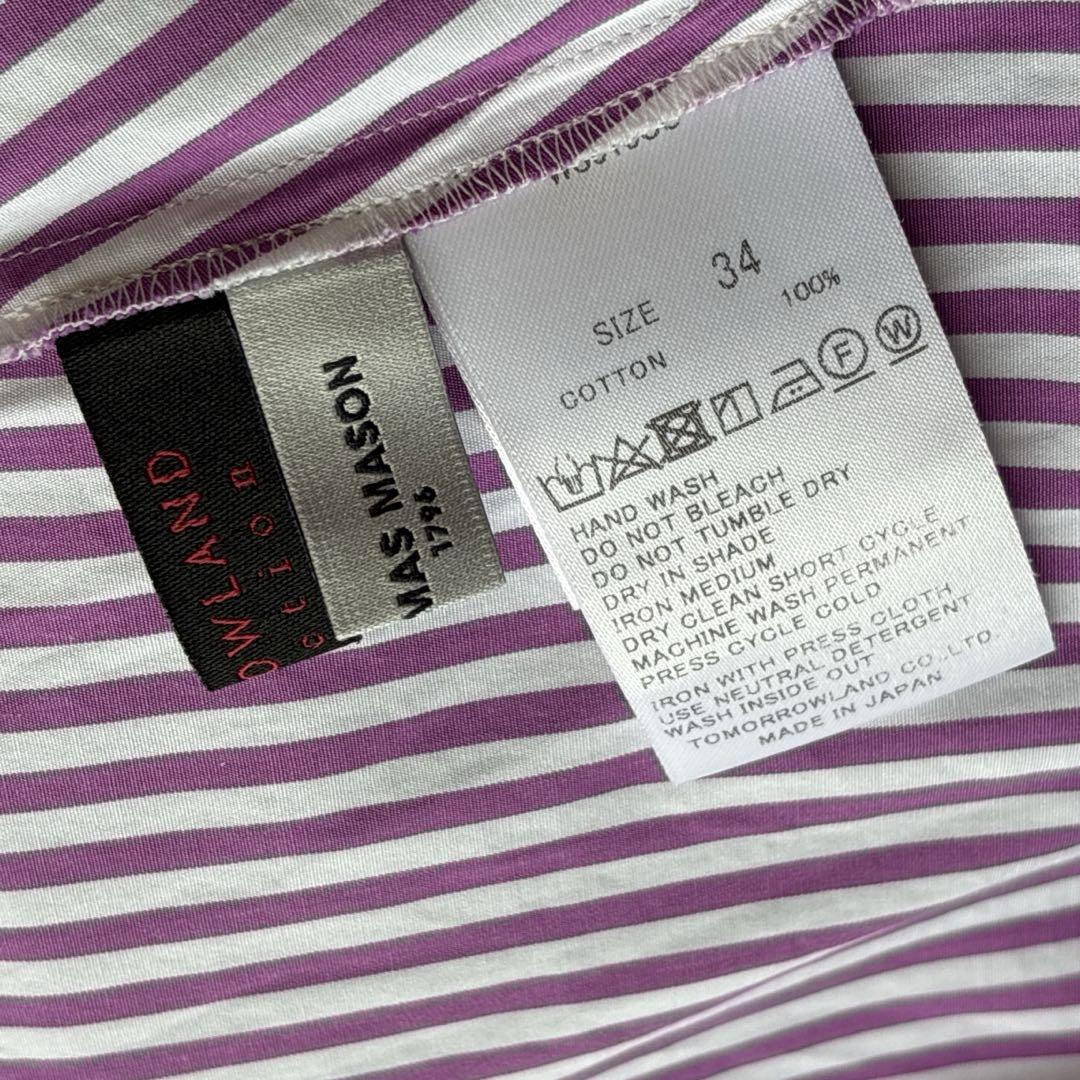 OWLAND
ction
MAS MASON
1796
SIZE 34
COTTON 100%
F W
HAND WASH
DO NOT BLEACH
DO NOT TUMBLE DRY
DRY IN SHADE
IRON MEDIUM
DRY CLEAN SHORT CYCLE
MACHINE WASH PERMANENT
PRESS CYCLE COLD
IRON WITH PRESS CLOTH
USE NEUTRAL DETERGENT
WASH INSIDE OUT
TOMORROWLAND CO.,LTD.
MADE IN JAPAN